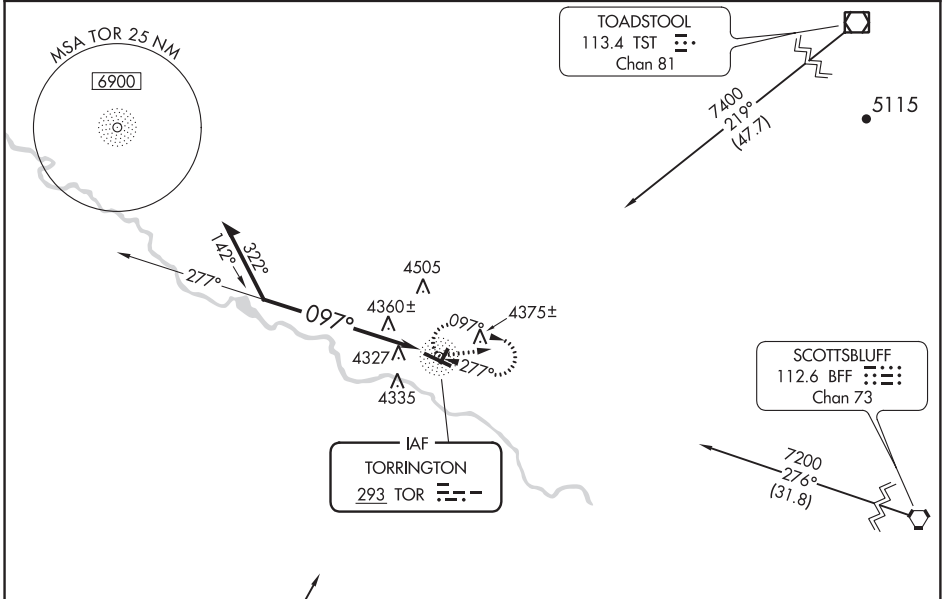 MSA TOR 25 NM
6900
TOADSTOOL
113.4 TST
Chan 81
7400
219°
(47.7)
5115
322°
142°
277°
097°
4505
4360±
4327
4335
097°
4375±
277°
IAF
TORRINGTON
293 TOR
SCOTTSBLUFF
112.6 BFF
Chan 73
7200
276°
(31.8)